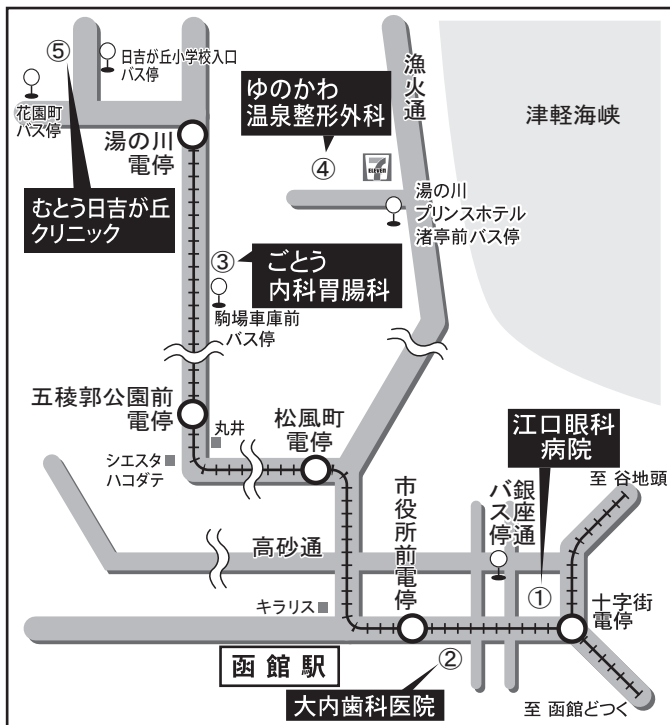 ⑤
日吉が丘小学校入口
バス停
花園町
バス停
湯の川
電停
むとう日吉が丘
クリニック
ゆのかわ
温泉整形外科
④
7
ELEVEN
漁火通
津軽海峡
湯の川
プリンスホテル
渚亭前バス停
③
ごとう
内科胃腸科
駒場車庫前
バス停
五稜郭公園前
電停
丸井
シエスタ
ハコダテ
松風町
電停
江口眼科
病院
至 谷地頭
銀座通
バス停
市役所前電停
高砂通
①
十字街
電停
キラリス
函館駅
②
大内歯科医院
至 函館どつく